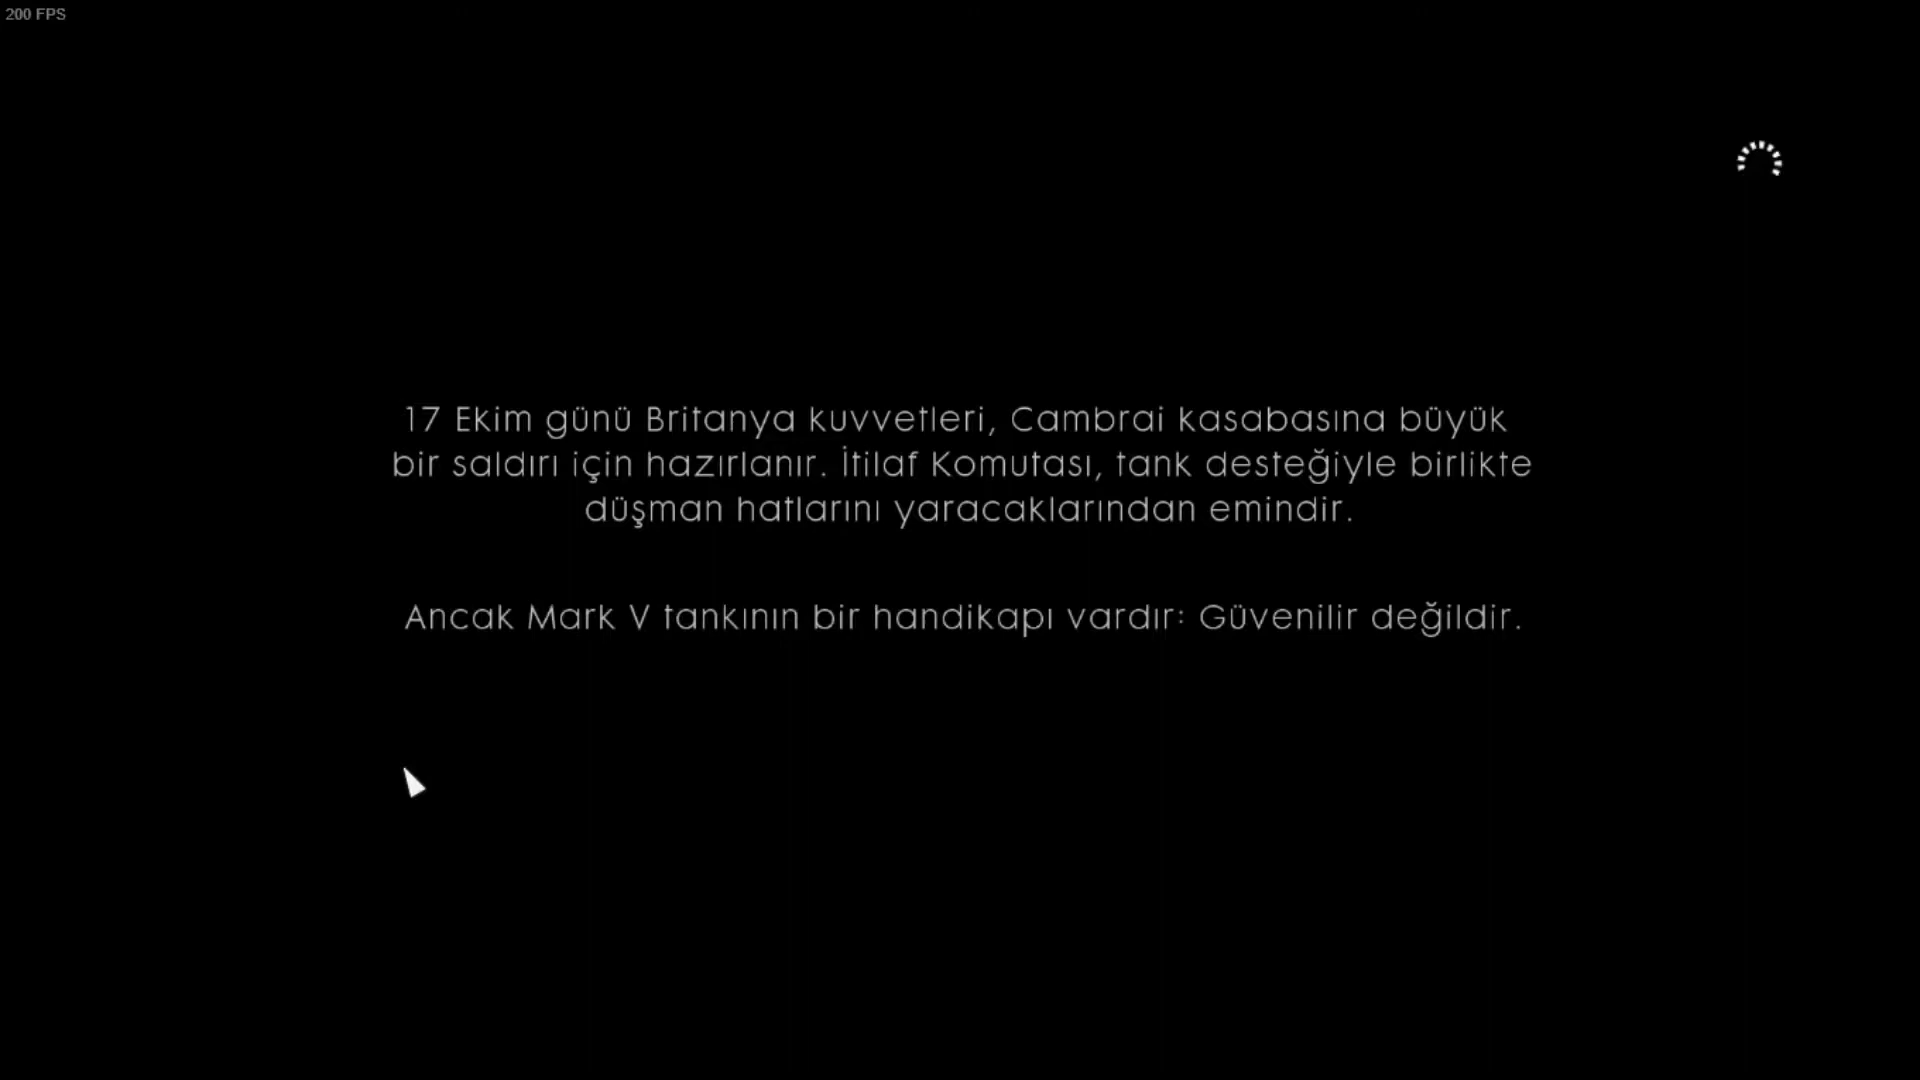 200 FPS
17 Ekim günü Britanya kuvvetleri, Cambrai kasabasına büyük
bir saldırı için hazırlanır. İtilaf Komutası, tank desteğiyle birlikte
düşman hatlarını yaracaklarından emindir.
Ancak Mark V tankının bir handikapı vardır: Güvenilir değildir.